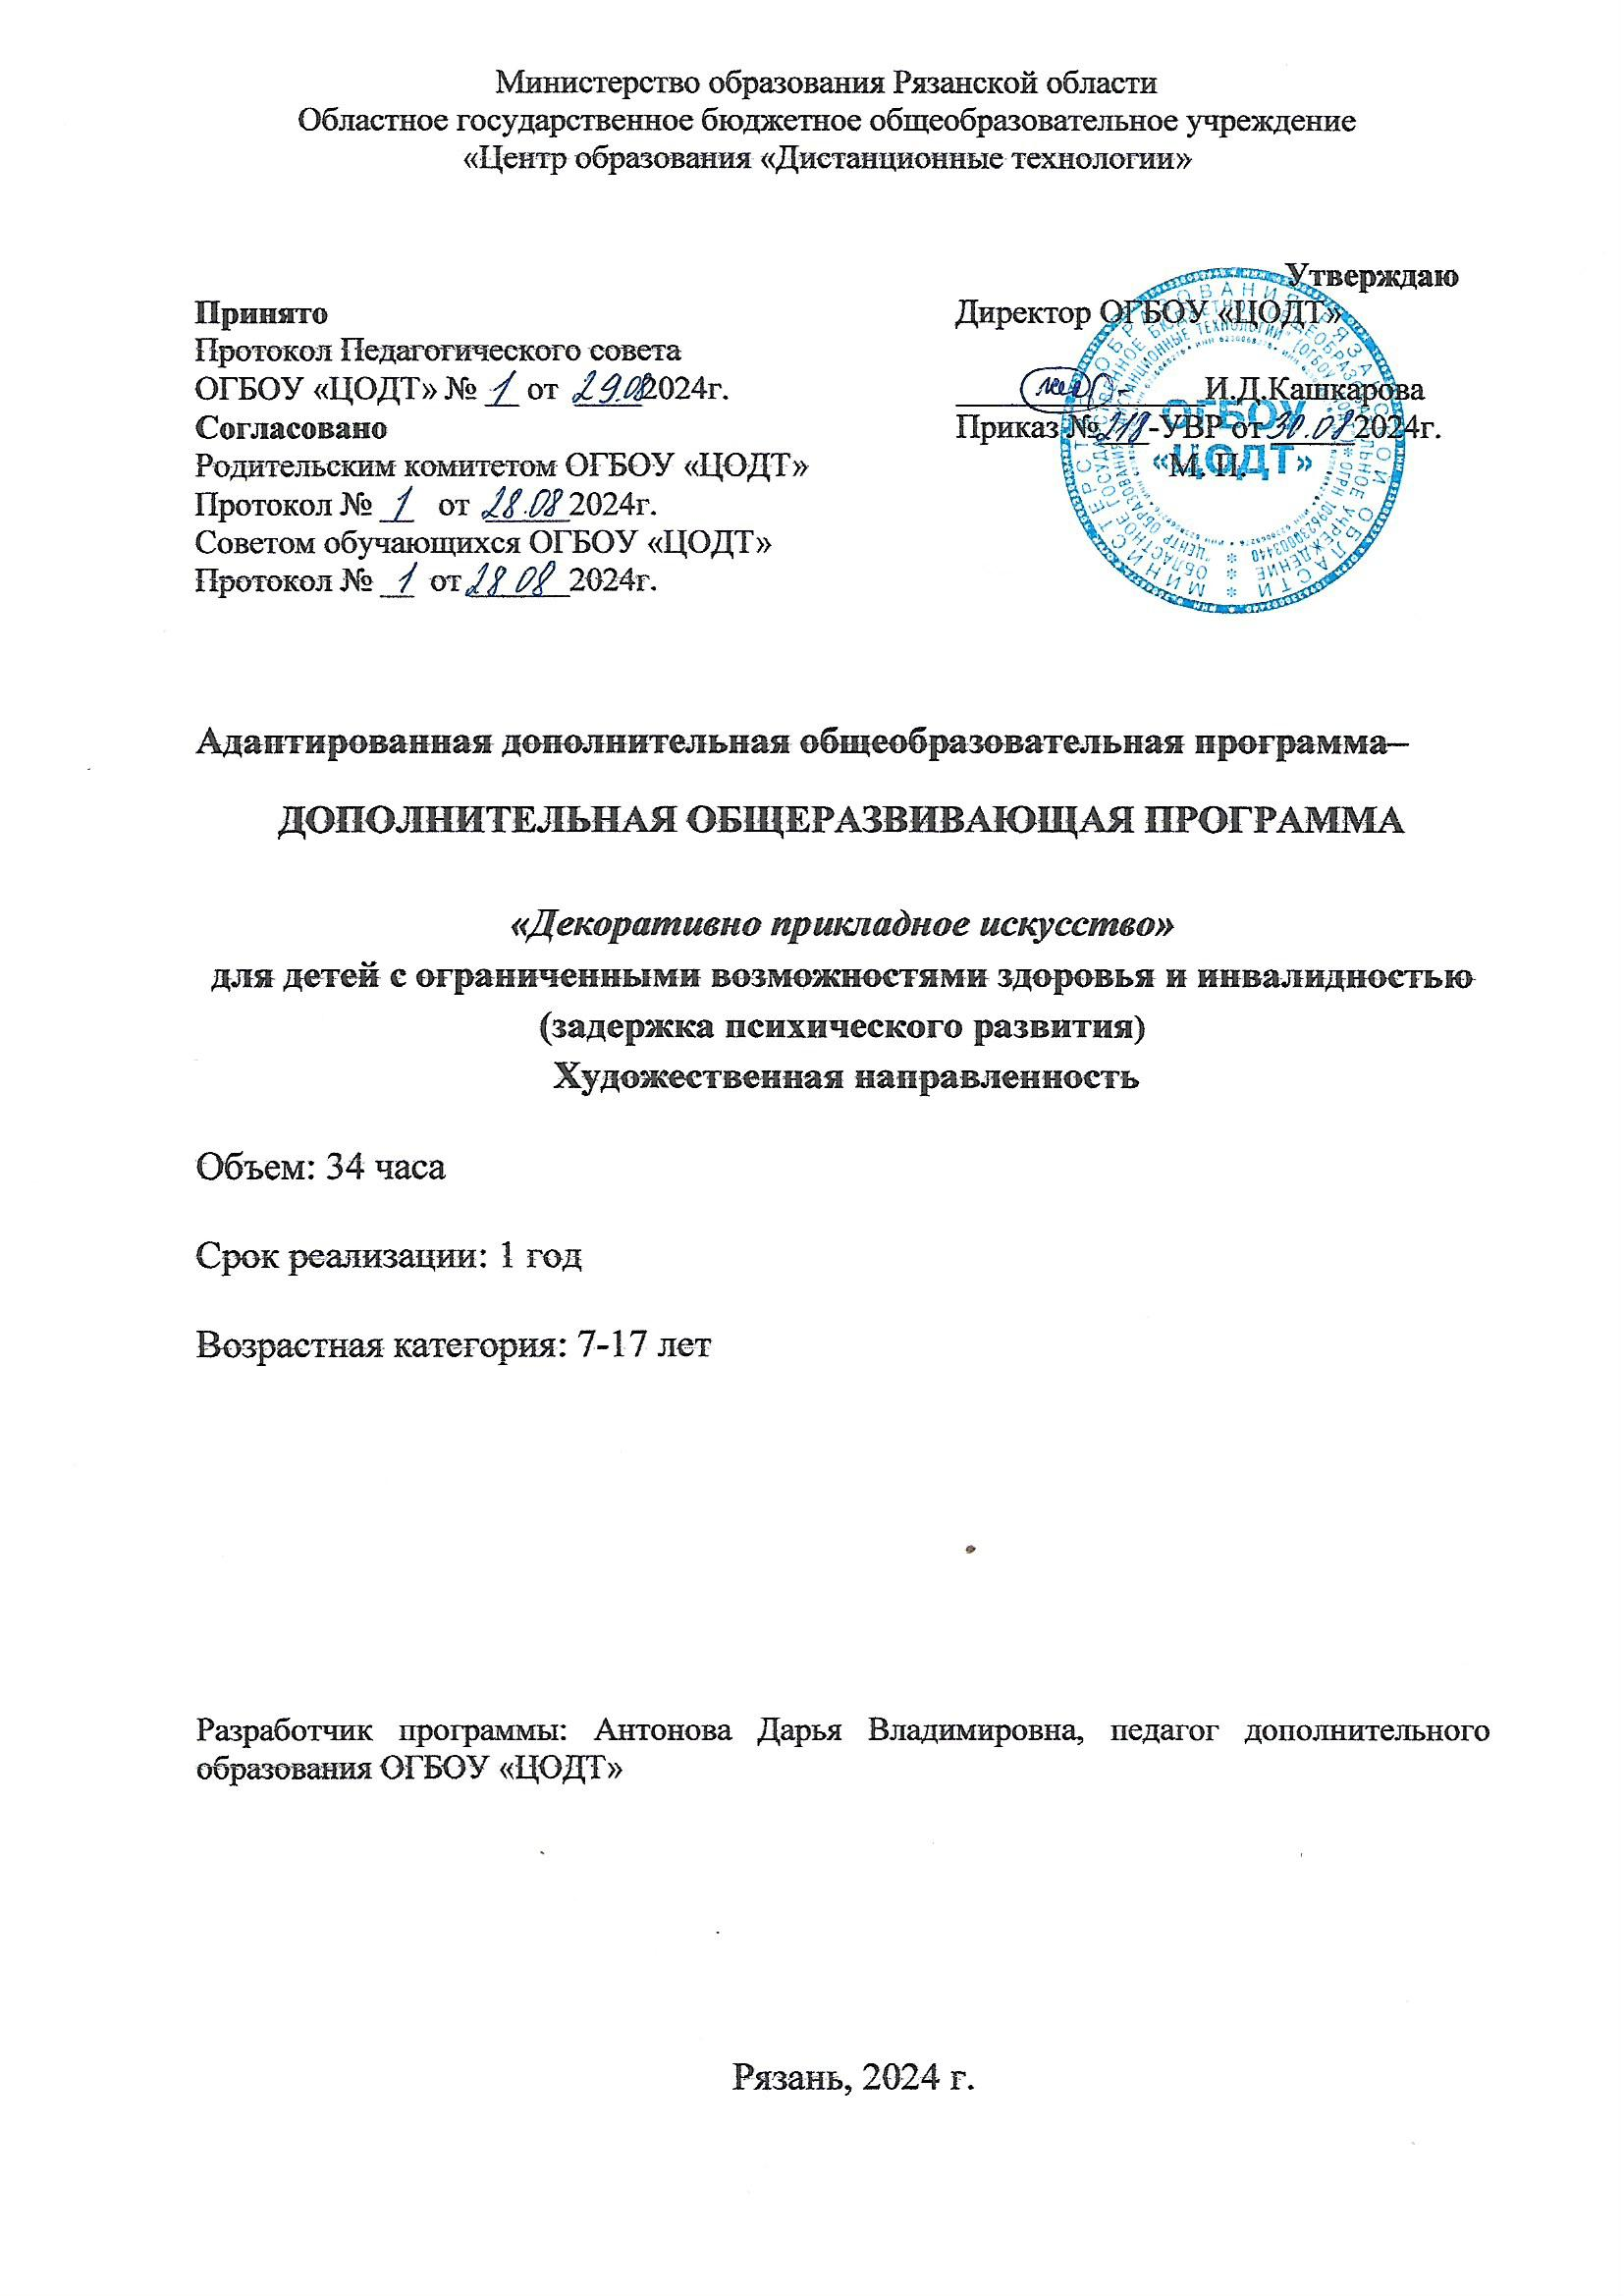 Министерство образования Рязанской области
Областное государственное бюджетное общеобразовательное учреждение
«Центр образования «Дистанционные технологии»
Утверждаю
Принято
Директор ОГБОУ «ЦОДТ»
Протокол Педагогического совета
ОГБОУ «ЦОДТ» № 1 от 29.08 2024г.
И.Д.Кашкарова
Согласовано
Приказ № -УВР от 30.08 2024г.
Родительским комитетом ОГБОУ «ЦОДТ»
М. П.
ОГБОУ
«ЦОДТ»
Протокол № 1 от 28.08 2024г.
Советом обучающихся ОГБОУ «ЦОДТ»
Протокол № 1 от 28 08 2024г.
Адаптированная дополнительная общеобразовательная программа–
ДОПОЛНИТЕЛЬНАЯ ОБЩЕРАЗВИВАЮЩАЯ ПРОГРАММА
«Декоративно прикладное искусство»
для детей с ограниченными возможностями здоровья и инвалидностью
(задержка психического развития)
Художественная направленность
Объем: 34 часа
Срок реализации: 1 год
Возрастная категория: 7-17 лет
Разработчик программы: Антонова Дарья Владимировна, педагог дополнительного
образования ОГБОУ «ЦОДТ»
Рязань, 2024 г.